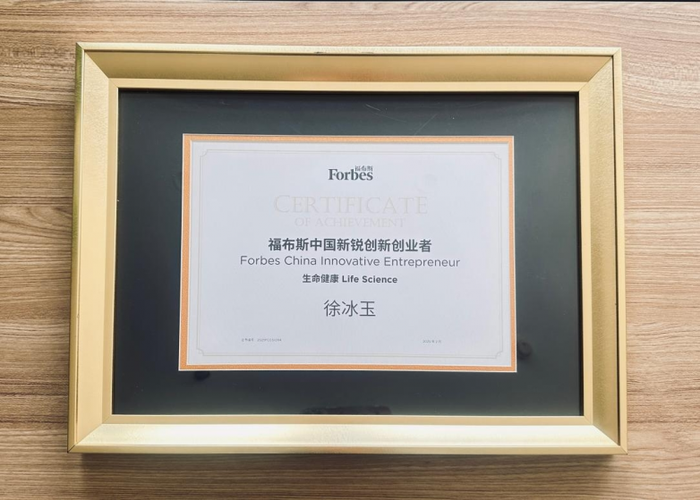 福布斯
Forbes
CERTIFICATE
OF ACHIEVEMENT
福布斯中国新锐创新创业者
Forbes China Innovative Entrepreneur
生命健康 Life Science
徐冰玉